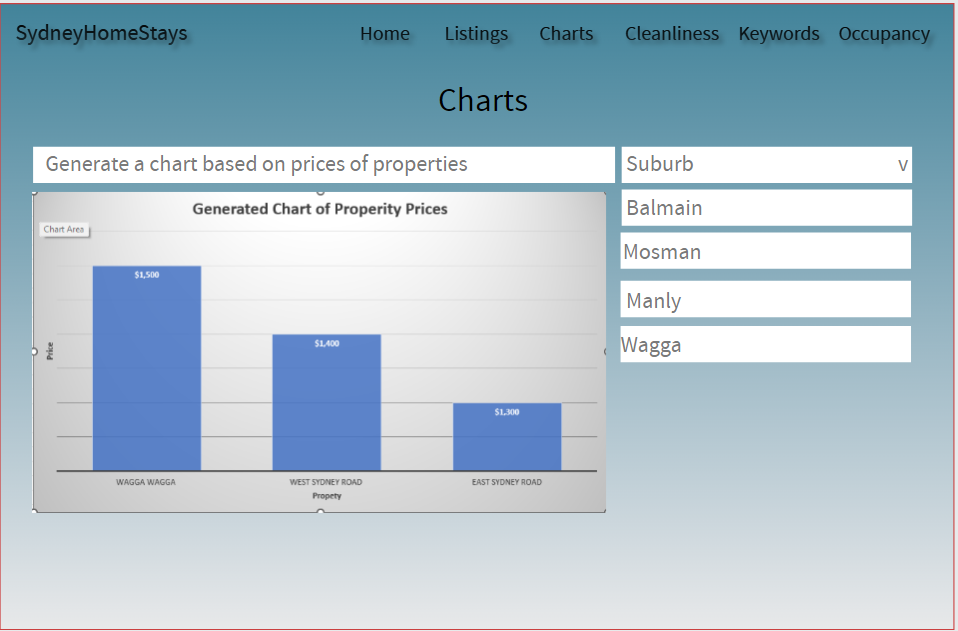 SydneyHomeStays Home Listings Charts Cleanliness Keywords Occupancy
Charts
Generate a chart based on prices of properties
Suburb v
Balmain
Mosman
Manly
Wagga
Generated Chart of Properity Prices
Chart Area
$1,500
$1,400
$1,300
Price
WAGGA WAGGA WEST SYDNEY ROAD EAST SYDNEY ROAD
Propety